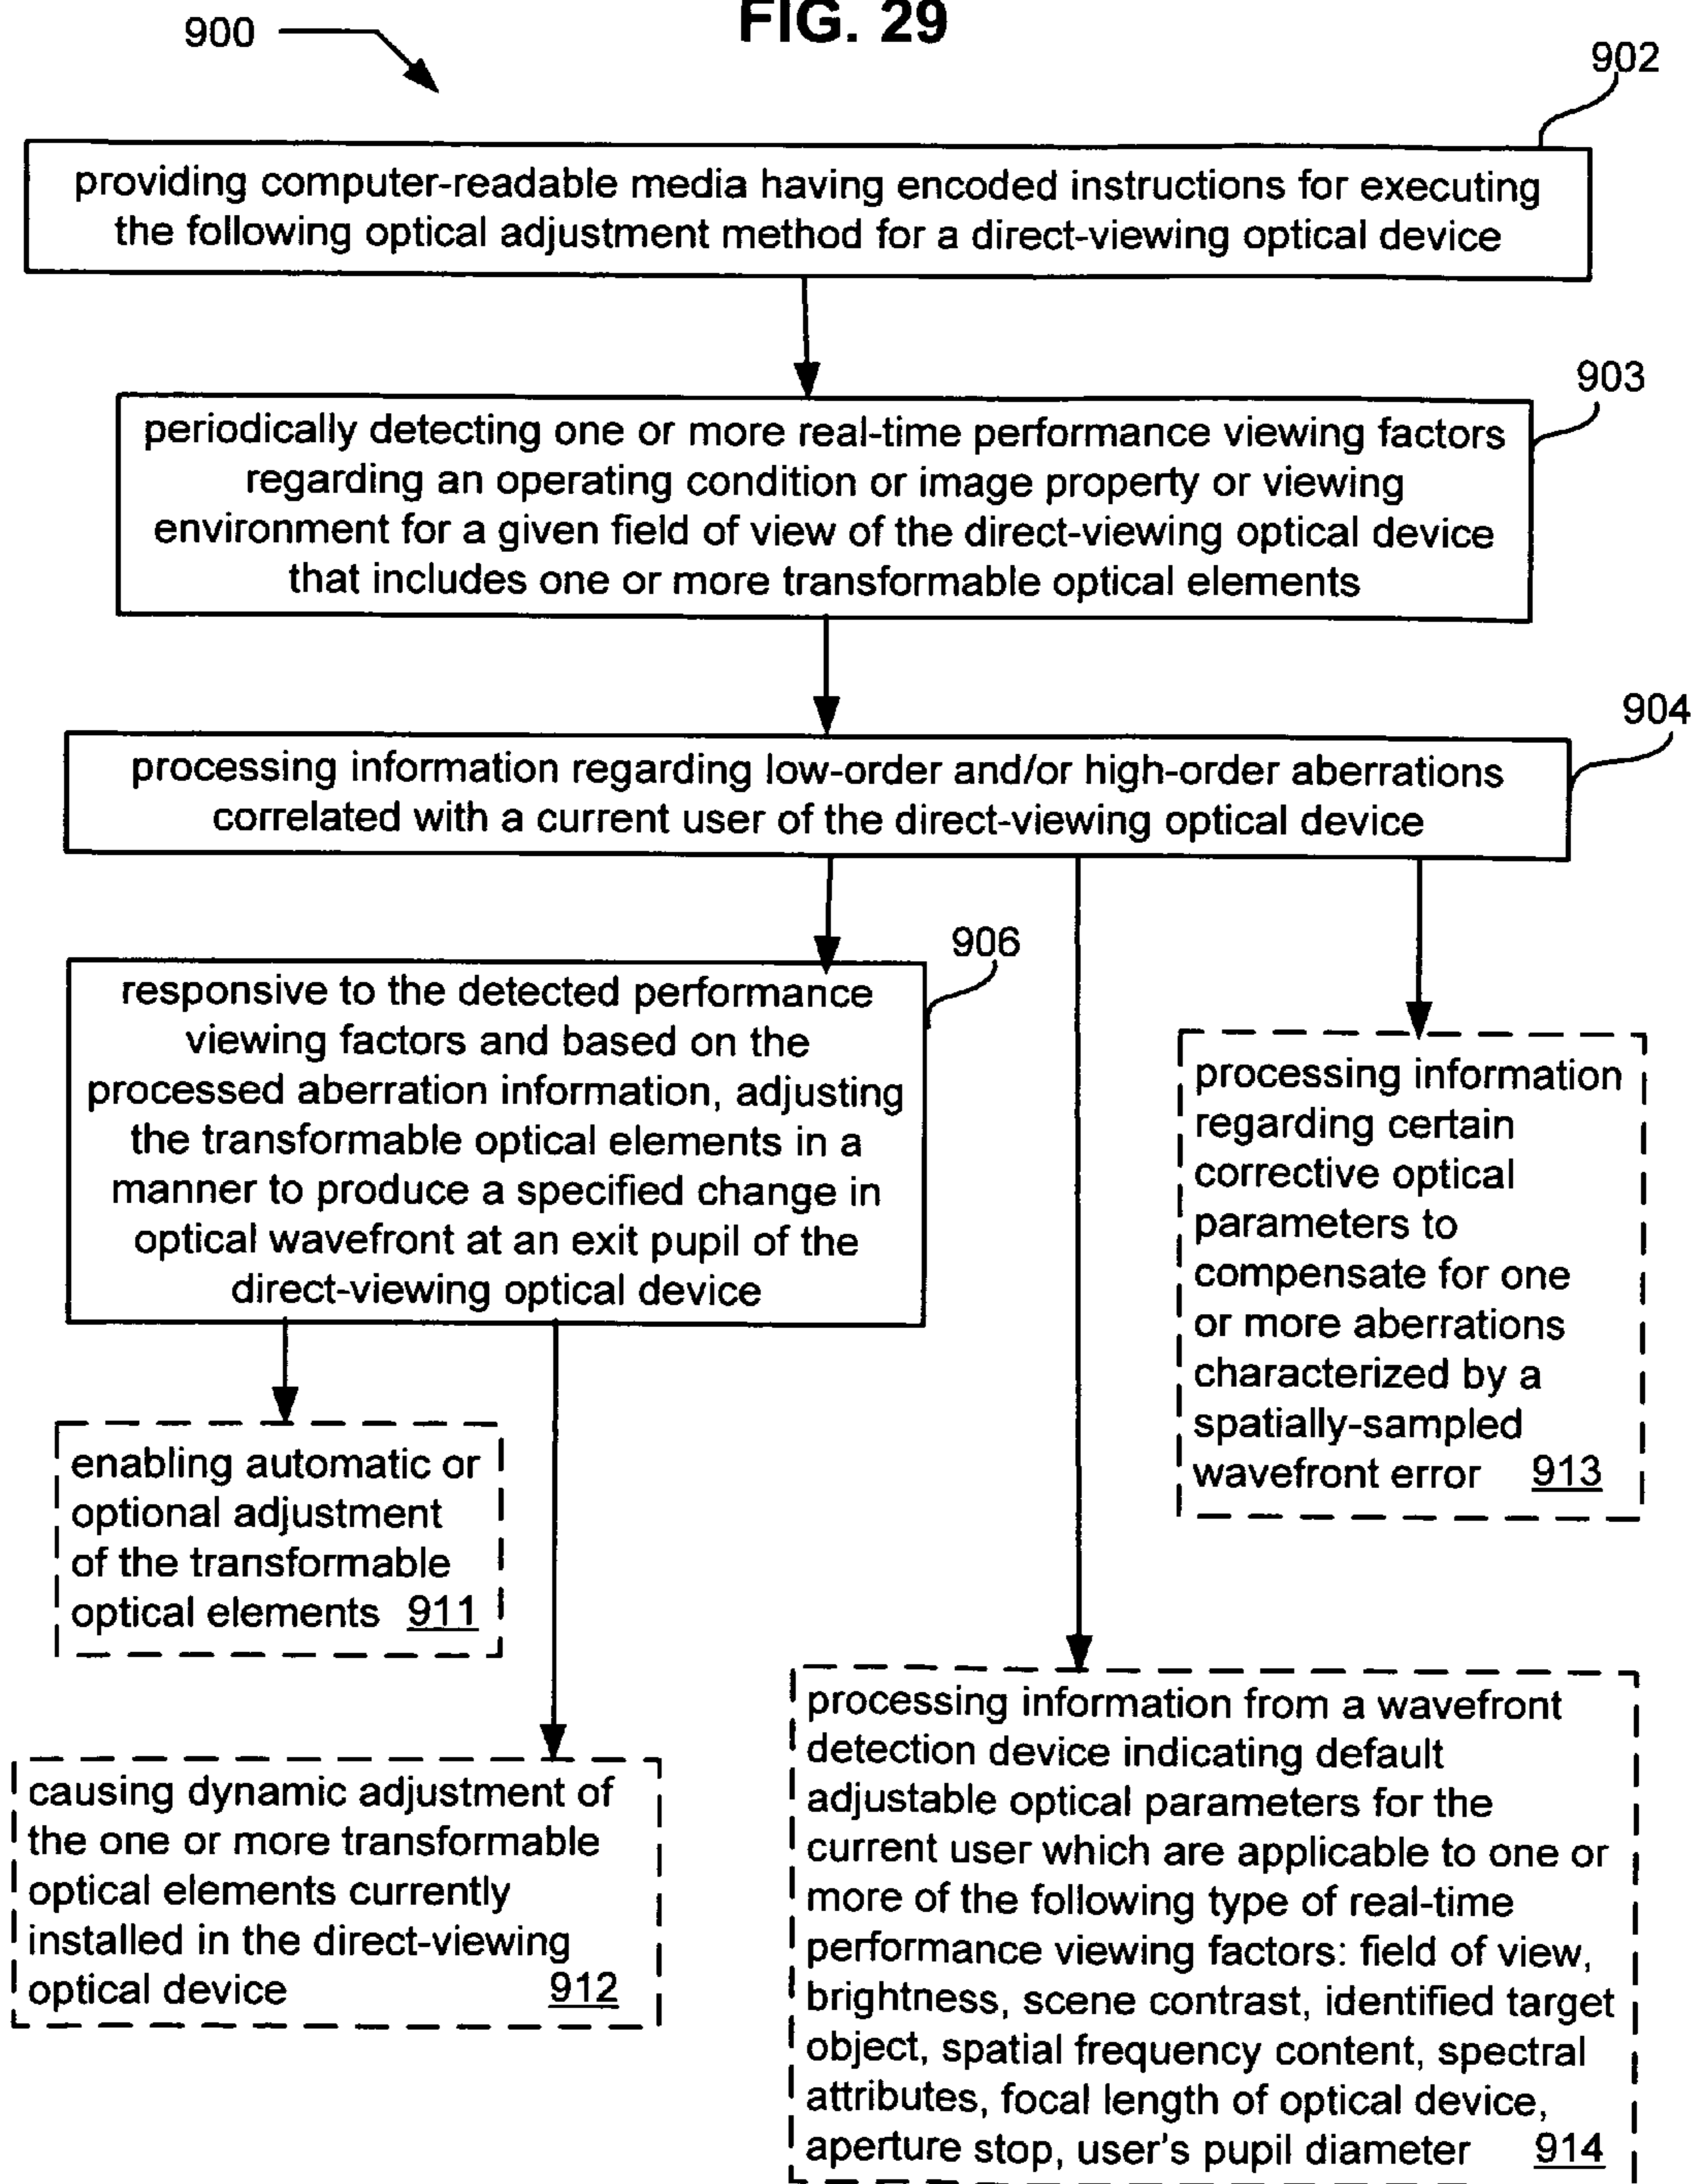 FIG. 29
900
902
providing computer-readable media having encoded instructions for executing
the following optical adjustment method for a direct-viewing optical device
903
periodically detecting one or more real-time performance viewing factors
regarding an operating condition or image property or viewing
environment for a given field of view of the direct-viewing optical device
that includes one or more transformable optical elements
904
processing information regarding low-order and/or high-order aberrations
correlated with a current user of the direct-viewing optical device
906
responsive to the detected performance
viewing factors and based on the
processed aberration information, adjusting
the transformable optical elements in a
manner to produce a specified change in
optical wavefront at an exit pupil of the
direct-viewing optical device
processing information
regarding certain
corrective optical
parameters to
compensate for one
or more aberrations
characterized by a
spatially-sampled
wavefront error 913
enabling automatic or
optional adjustment
of the transformable
optical elements 911
processing information from a wavefront
detection device indicating default
adjustable optical parameters for the
current user which are applicable to one or
more of the following type of real-time
performance viewing factors: field of view,
brightness, scene contrast, identified target
object, spatial frequency content, spectral
attributes, focal length of optical device,
aperture stop, user's pupil diameter 914
causing dynamic adjustment of
the one or more transformable
optical elements currently
installed in the direct-viewing
optical device 912